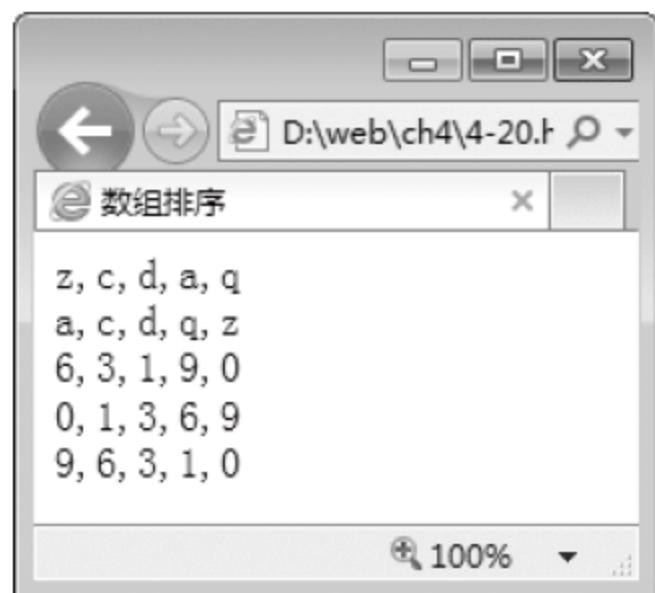 D:\web\ch4\4-20.h
数组排序
z, c, d, a, q
a, c, d, q, z
6, 3, 1, 9, 0
0, 1, 3, 6, 9
9, 6, 3, 1, 0
100%